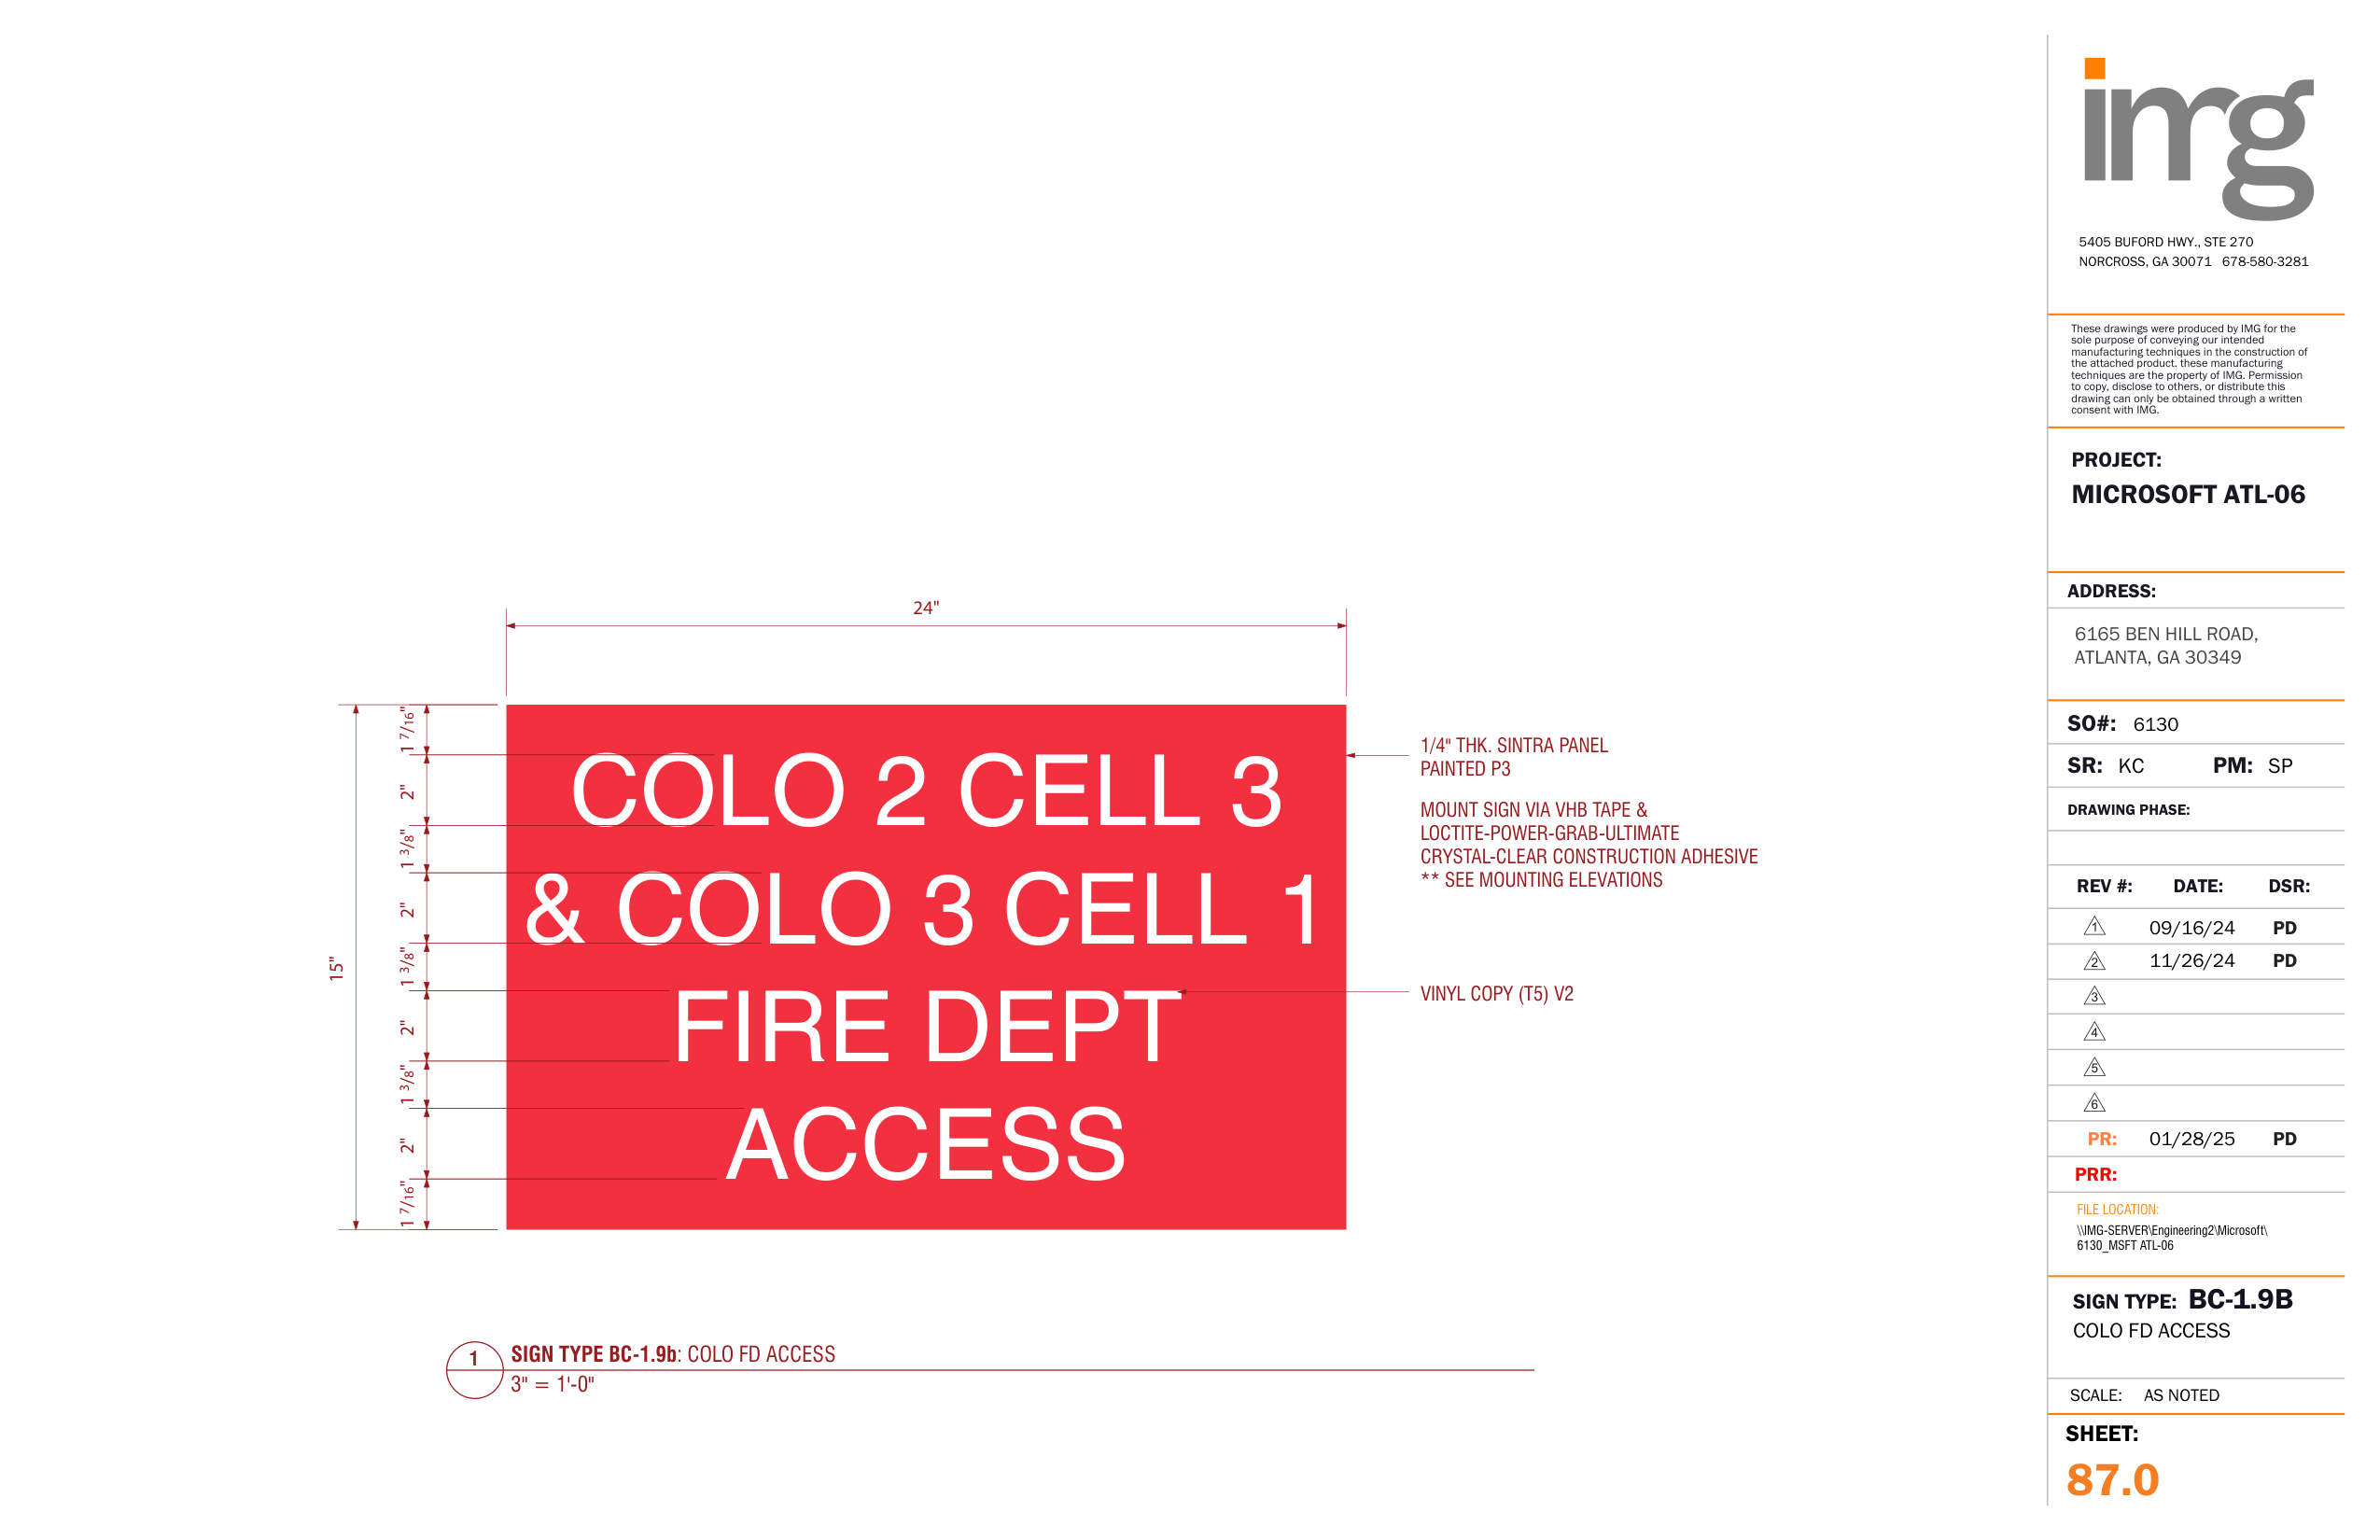 24"
15"
1 7/16"
2"
1 3/8"
2"
1 3/8"
2"
1 3/8"
2"
1 7/16"
COLO 2 CELL 3
& COLO 3 CELL 1
FIRE DEPT
ACCESS
1/4" THK. SINTRA PANEL
PAINTED P3
MOUNT SIGN VIA VHB TAPE &
LOCTITE-POWER-GRAB-ULTIMATE
CRYSTAL-CLEAR CONSTRUCTION ADHESIVE
** SEE MOUNTING ELEVATIONS
VINYL COPY (T5) V2
1
SIGN TYPE BC-1.9b: COLO FD ACCESS
3" = 1'-0"
img
5405 BUFORD HWY., STE 270
NORCROSS, GA 30071 678-580-3281
These drawings were produced by IMG for the
sole purpose of conveying our intended
manufacturing techniques in the construction of
the attached product. these manufacturing
techniques are the property of IMG. Permission
to copy, disclose to others, or distribute this
drawing can only be obtained through a written
consent with IMG.
PROJECT:
MICROSOFT ATL-06
ADDRESS:
6165 BEN HILL ROAD,
ATLANTA, GA 30349
SO#: 6130
SR: KC PM: SP
DRAWING PHASE:
REV #: DATE: DSR:
1 09/16/24 PD
2 11/26/24 PD
3
4
5
6
PR: 01/28/25 PD
PRR:
FILE LOCATION:
\\IMG-SERVER\Engineering2\Microsoft\
6130_MSFT ATL-06
SIGN TYPE: BC-1.9B
COLO FD ACCESS
SCALE: AS NOTED
SHEET:
87.0